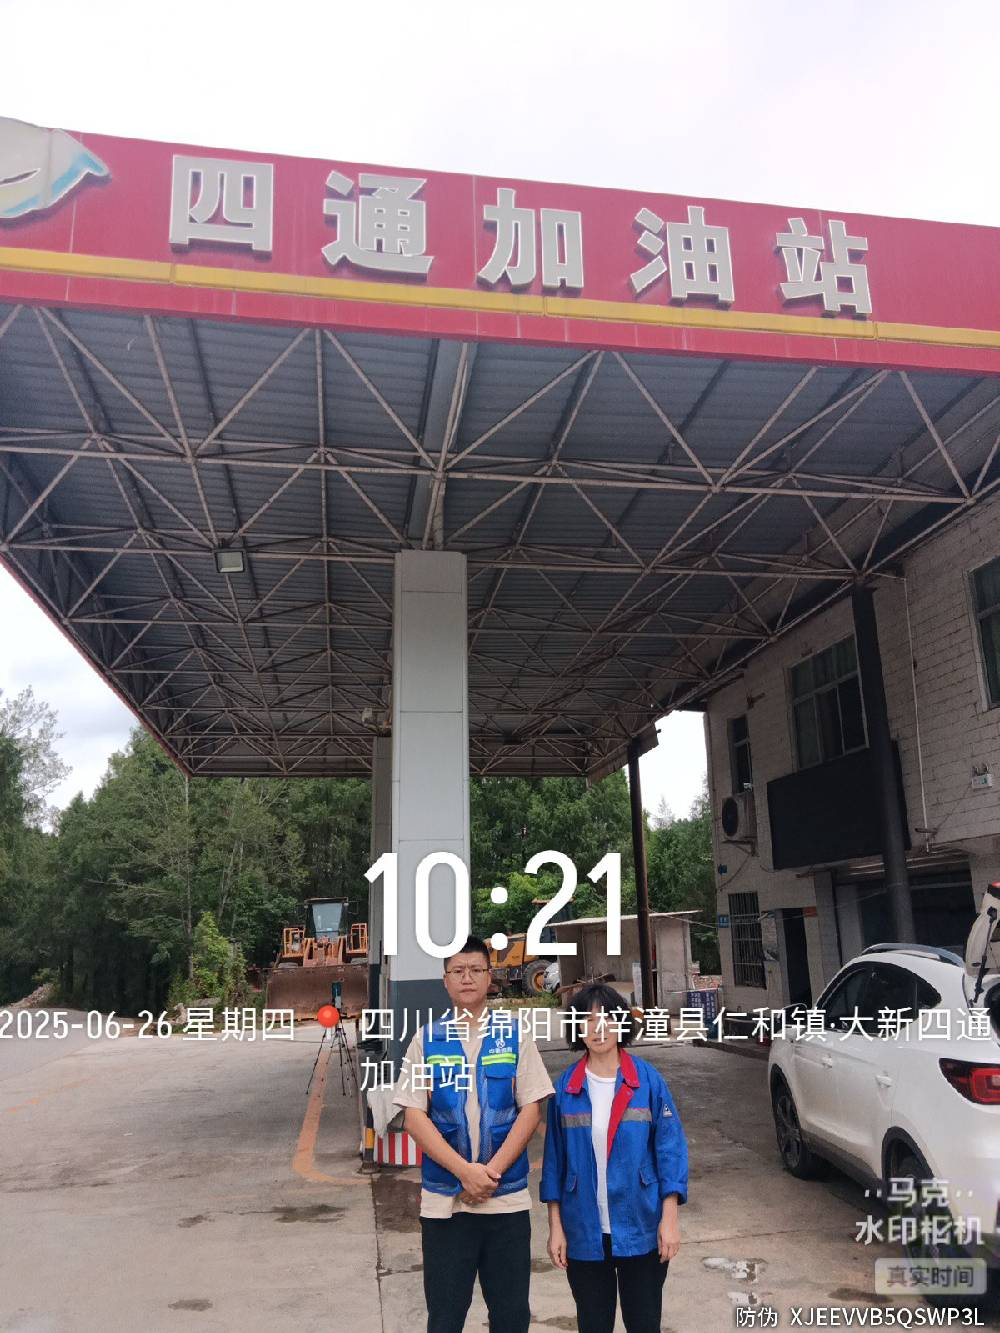 四通加油站
10:21
2025-06-26 星期四
四川省绵阳市梓潼县仁和镇·大新四通
加油站
马克
水印相机
真实时间
防伪 XJEEVVB5QSWP3L